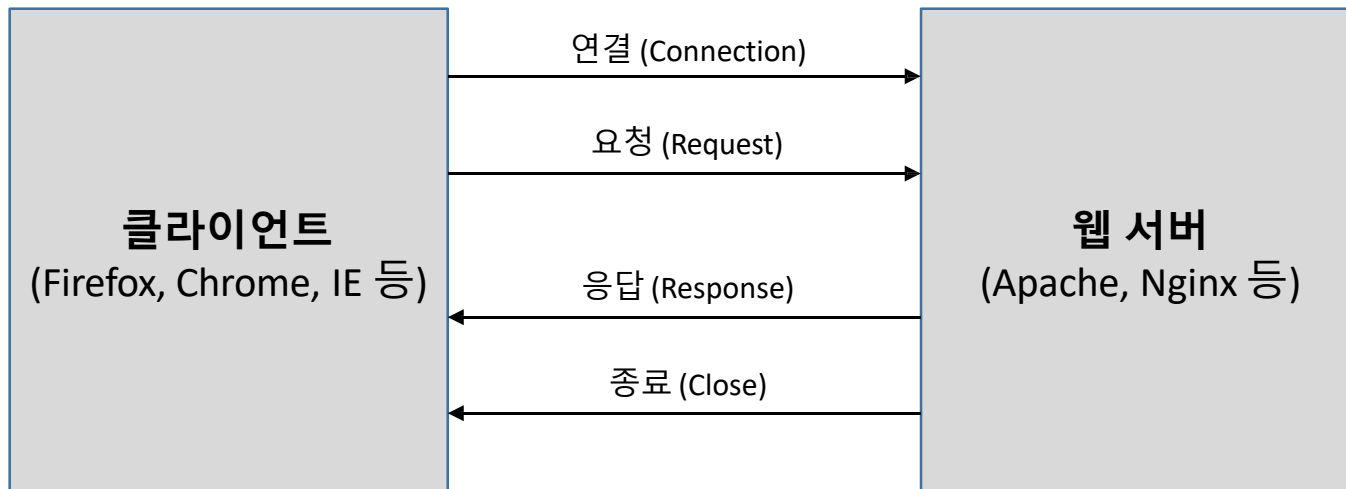 연결 (Connection)
요청 (Request)
클라이언트
(Firefox, Chrome, IE 등)
웹 서버
(Apache, Nginx 등)
응답 (Response)
종료 (Close)